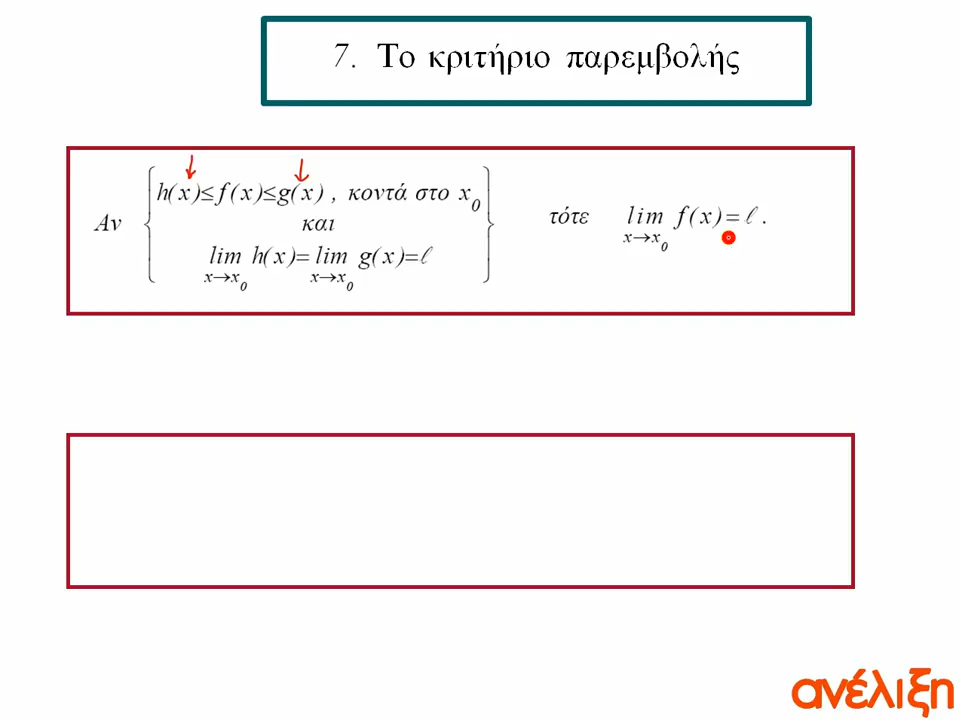 7. Το κριτήριο παρεμβολής
Αν { h(x)≤f(x)≤g(x), κοντά στο x₀
και
lim x→x₀ h(x)=lim x→x₀ g(x)=ℓ } τότε lim x→x₀ f(x)=ℓ.
ανέλιξη